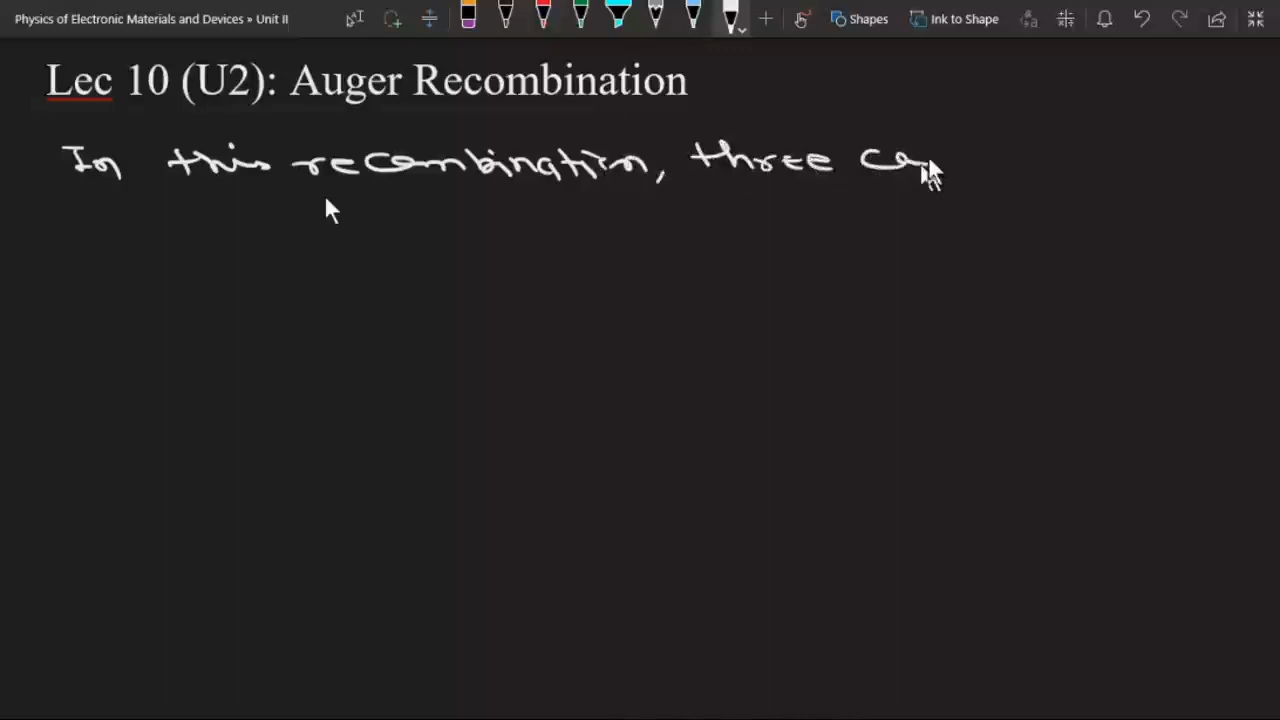 Physics of Electronic Materials and Devices » Unit II
Shapes
Ink to Shape
Lec 10 (U2): Auger Recombination
In this recombination, three ca